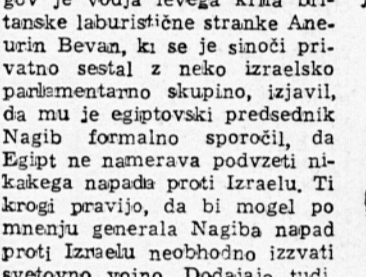 gov je vodja levega krila bri-
tanske laburistične stranke Ane-
urin Bevan, ki se je sinoči pri-
vatno sestal z neko izraelsko
parlamentarno skupino, izjavil,
da mu je egiptovski predsednik
Nagib formalno sporočil, da
Egipt ne namerava podvzeti ni-
kakega napada proti Izraelu. Ti
krogi pravijo, da bi mogel po
mnenju generala Nagiba napad
proti Izraelu neobhodno izzvati
svetovno vojno. Dodajajo tudi,